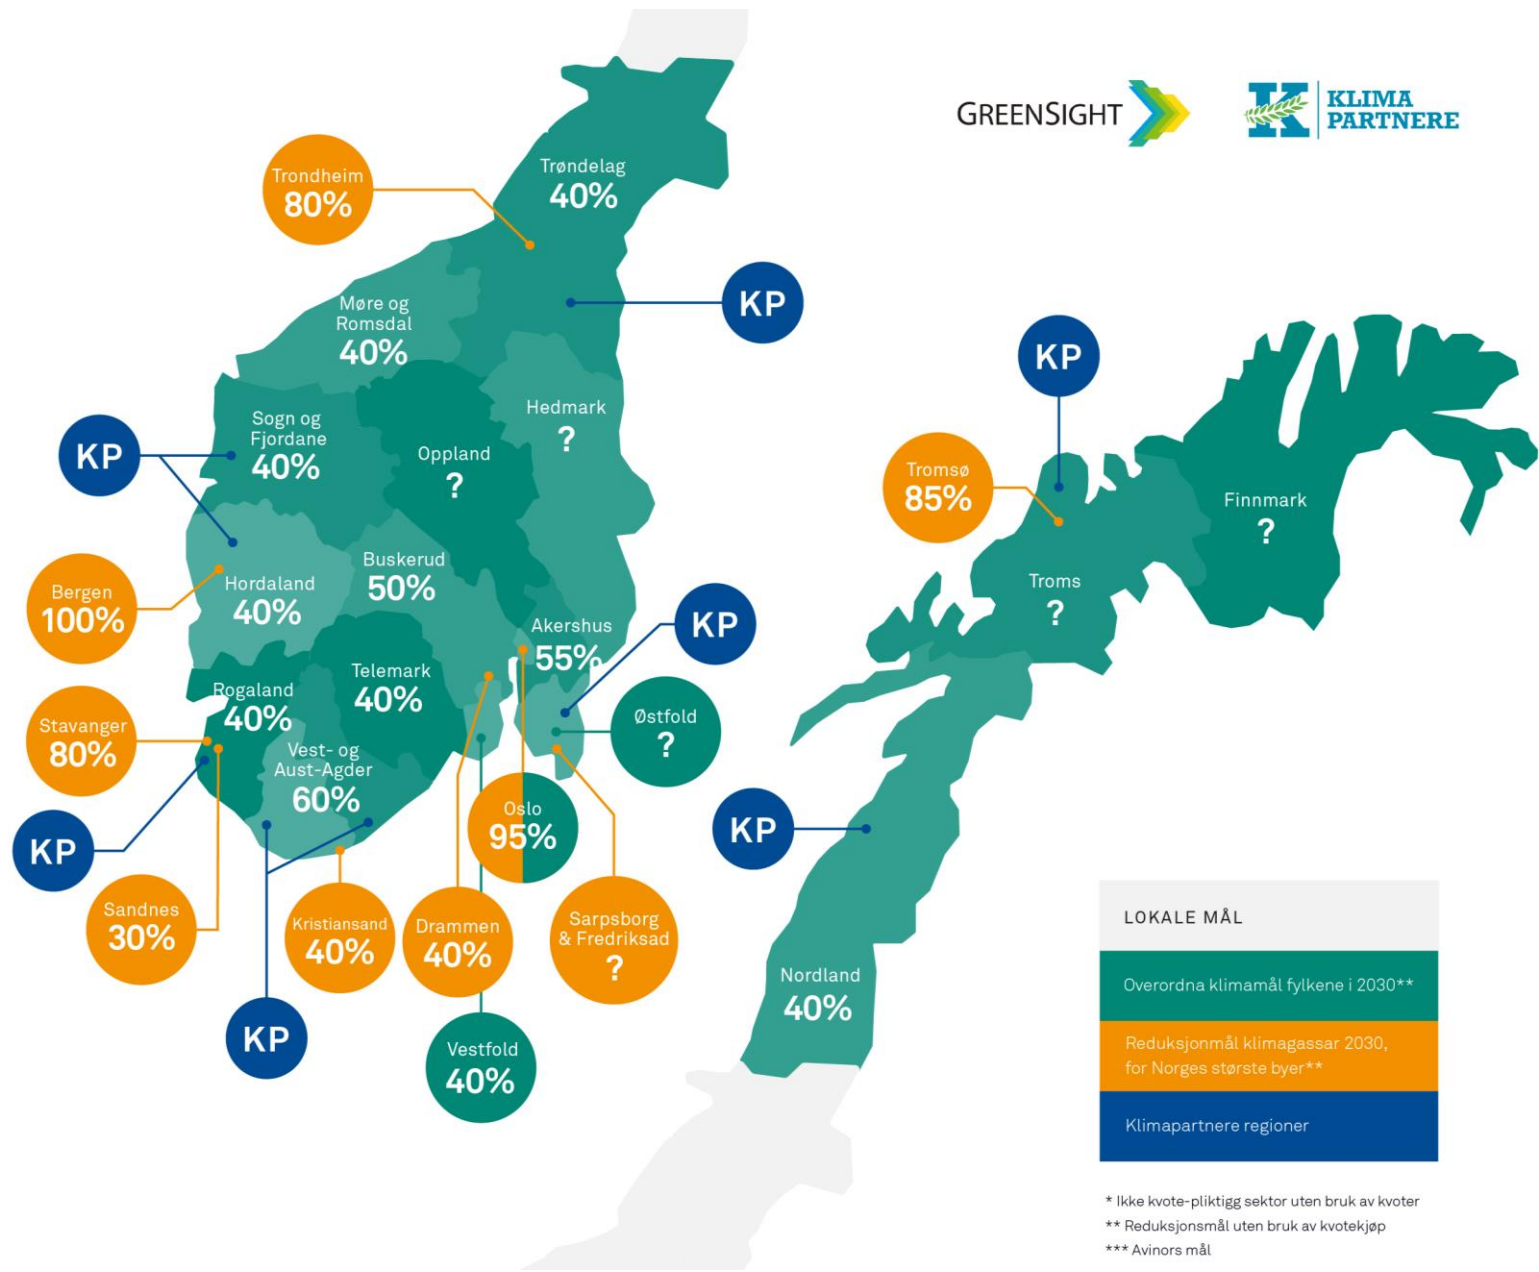 GREENSIGHT
KLIMA
PARTNERE
Trøndelag
40%
Trondheim
80%
KP
Møre og
Romsdal
40%
KP
Hedmark
?
Sogn og
Fjordane
40%
Oppland
?
KP
Tromsø
85%
Finnmark
?
Buskerud
50%
Hordaland
40%
Bergen
100%
Troms
?
Akershus
55%
KP
Telemark
40%
Rogaland
40%
Stavanger
80%
Østfold
?
Vest- og
Aust-Agder
60%
Oslo
95%
KP
KP
Sandnes
30%
Kristiansand
40%
Drammen
40%
Sarpsborg
& Fredriksad
?
KP
Vestfold
40%
Nordland
40%
LOKALE MÅL
Overordna klimamål fylkene i 2030**
Reduksjonmål klimagassar 2030,
for Norges største byer**
Klimapartnere regioner
* Ikke kvote-pliktigg sektor uten bruk av kvoter
** Reduksjonsmål uten bruk av kvotekjøp
*** Avinors mål